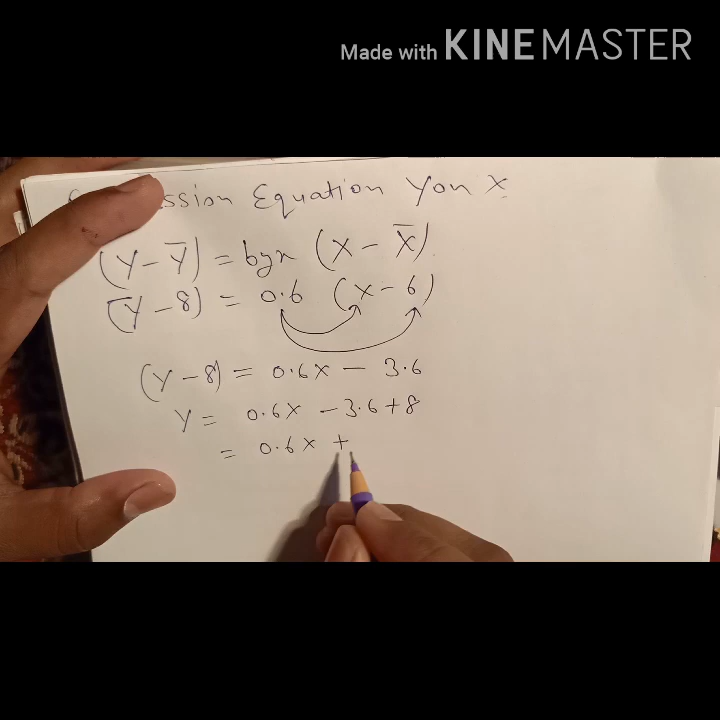 Made with KINEMASTER
ssion Equation Y on X
(Y - Y̅) = byx (X - X̅)
(Y - 8) = 0.6 (X - 6)
(Y - 8) = 0.6X - 3.6
Y = 0.6X - 3.6 + 8
= 0.6X +